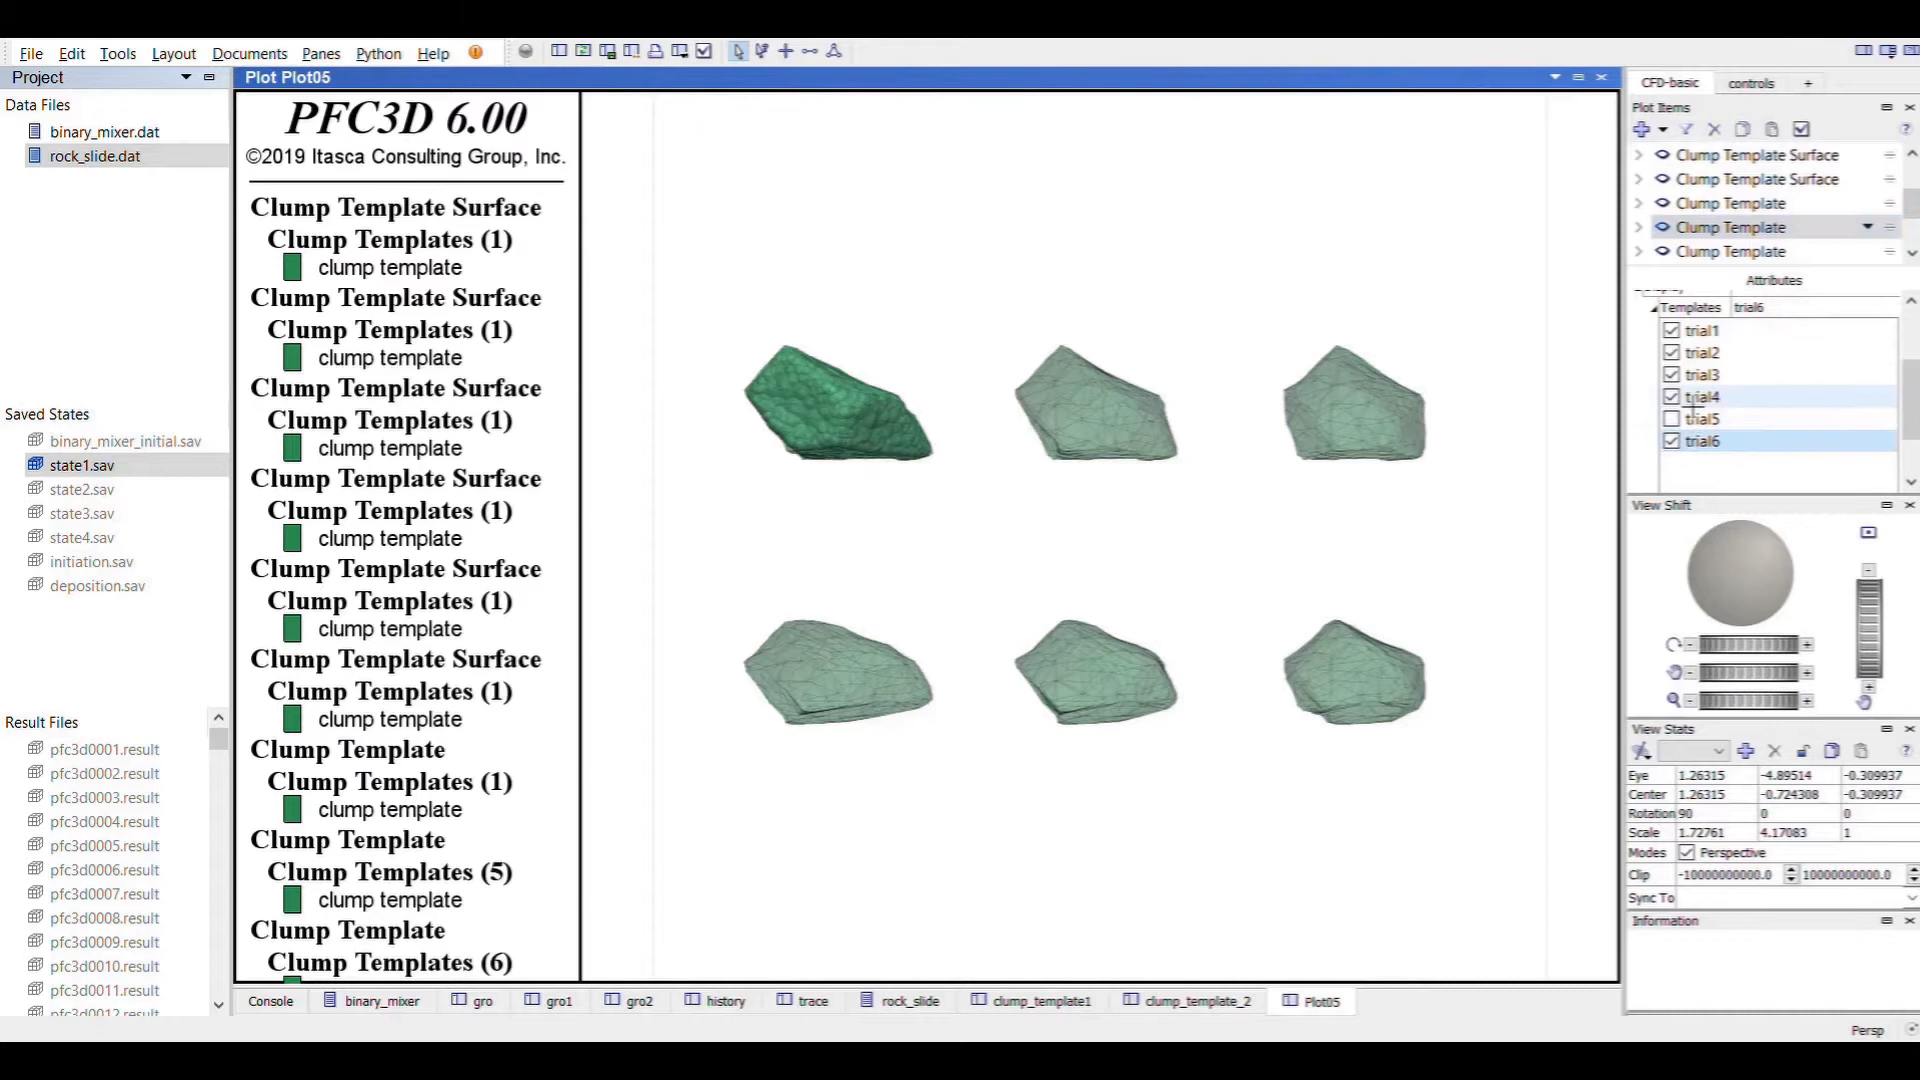 File Edit Tools Layout Documents Panes Python Help
Project
Data Files
binary_mixer.dat
rock_slide.dat
Saved States
binary_mixer_initial.sav
state1.sav
state2.sav
state3.sav
state4.sav
initiation.sav
deposition.sav
Result Files
pfc3d0001.result
pfc3d0002.result
pfc3d0003.result
pfc3d0004.result
pfc3d0005.result
pfc3d0006.result
pfc3d0007.result
pfc3d0008.result
pfc3d0009.result
pfc3d0010.result
pfc3d0011.result
pfc3d0012.result
Plot Plot05
PFC3D 6.00
©2019 Itasca Consulting Group, Inc.
Clump Template Surface
Clump Templates (1)
clump template
Clump Template Surface
Clump Templates (1)
clump template
Clump Template Surface
Clump Templates (1)
clump template
Clump Template Surface
Clump Templates (1)
clump template
Clump Template Surface
Clump Templates (1)
clump template
Clump Template Surface
Clump Templates (1)
clump template
Clump Template
Clump Templates (1)
clump template
Clump Template
Clump Templates (5)
clump template
Clump Template
Clump Templates (6)
Console binary_mixer gro gro1 gro2 history trace rock_slide clump_template1 clump_template_2 Plot05
CFD-basic controls +
Plot Items
Clump Template Surface
Clump Template Surface
Clump Template
Clump Template
Clump Template
Attributes
Templates trial6
trial1
trial2
trial3
trial4
trial5
trial6
View Shift
View Stats
Eye 1.26315 -4.89514 -0.309937
Center 1.26315 -0.724308 -0.309937
Rotation 90 0 0
Scale 1.72761 4.17083 1
Modes Perspective
Clip -10000000000.0 10000000000.0
Sync To
Information
Persp